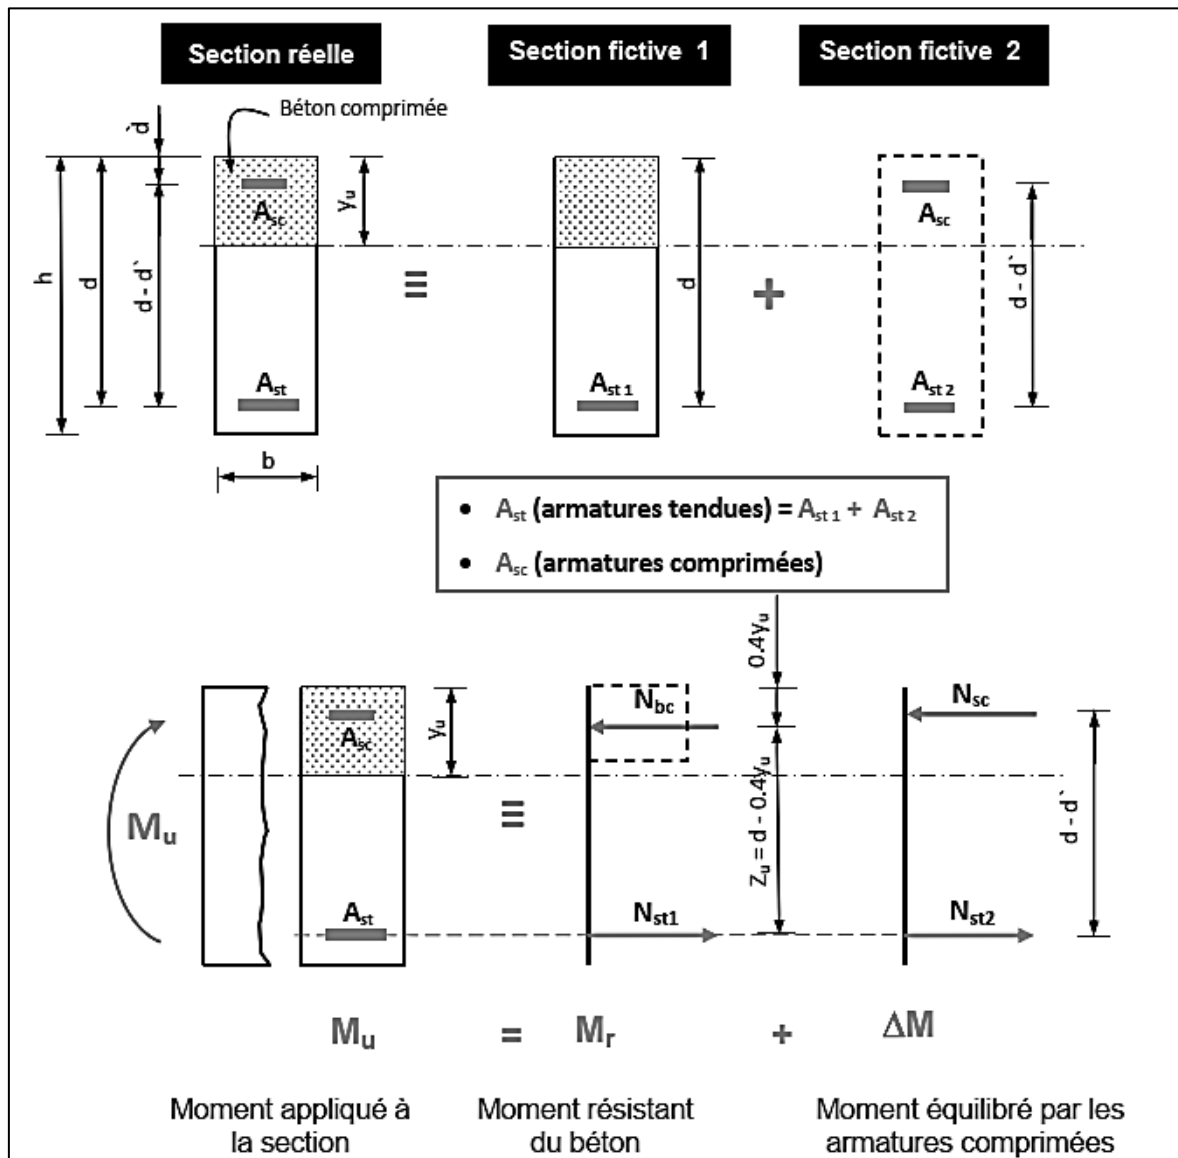 Section réelle
Section fictive 1
Section fictive 2
Béton comprimée
d`
h
d
d - d`
Asc
yu
Ast
b
≡
d
Ast 1
+
Asc
Ast 2
d - d`
• Ast (armatures tendues) = Ast 1 + Ast 2
• Asc (armatures comprimées)
Mu
Asc
yu
Ast
≡
Nbc
Nst1
0.4yu
Zu = d - 0.4yu
Nsc
Nst2
d - d`
Mu = Mr + ΔM
Moment appliqué à
la section
Moment résistant
du béton
Moment équilibré par les
armatures comprimées